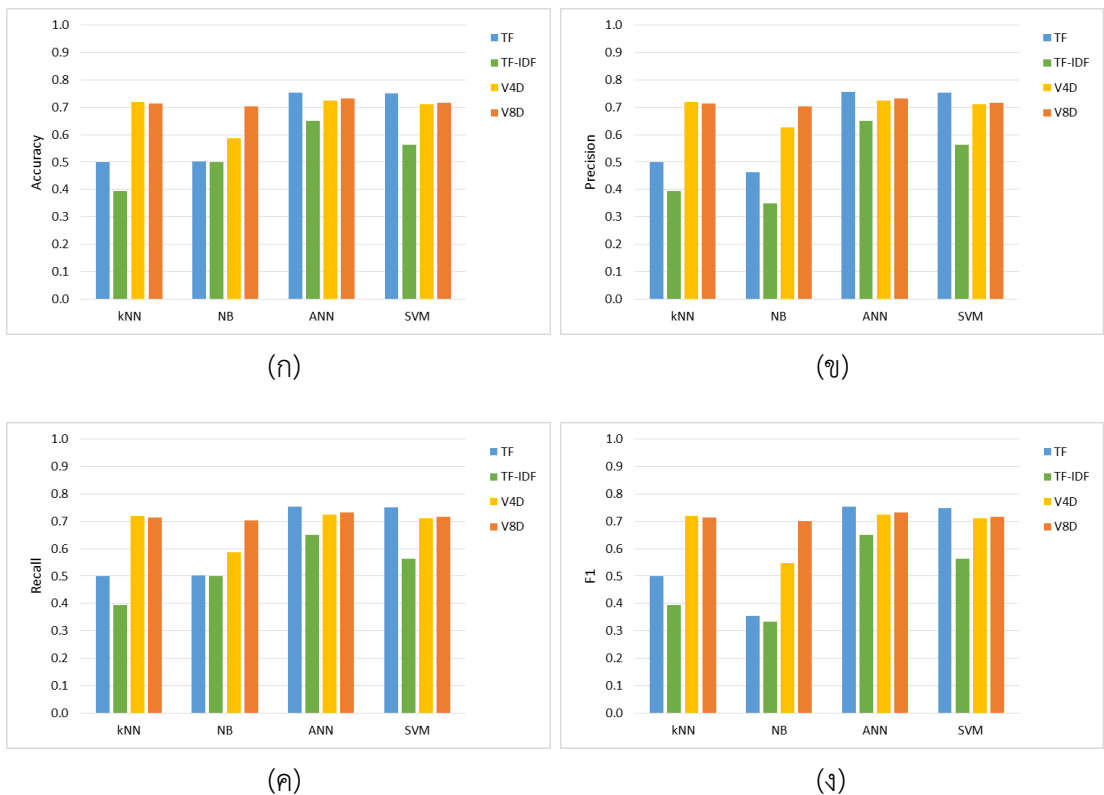 1.0
0.9
0.8
0.7
0.6
0.5
0.4
0.3
0.2
0.1
0.0
Accuracy
kNN NB ANN SVM
TF
TF-IDF
V4D
V8D
(ก)
1.0
0.9
0.8
0.7
0.6
0.5
0.4
0.3
0.2
0.1
0.0
Precision
kNN NB ANN SVM
TF
TF-IDF
V4D
V8D
(ข)
1.0
0.9
0.8
0.7
0.6
0.5
0.4
0.3
0.2
0.1
0.0
Recall
kNN NB ANN SVM
TF
TF-IDF
V4D
V8D
(ค)
1.0
0.9
0.8
0.7
0.6
0.5
0.4
0.3
0.2
0.1
0.0
F1
kNN NB ANN SVM
TF
TF-IDF
V4D
V8D
(ง)